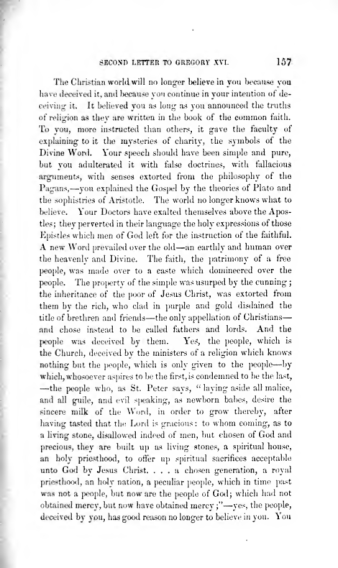 SECOND LETTER TO GREGORY XVI. 157
The Christian world will no longer believe in you because you
have deceived it, and because you continue in your intention of de-
ceiving it. It believed you as long as you announced the truths
of religion as they are written in the book of the common faith.
To you, more instructed than others, it gave the faculty of
explaining to it the mysteries of charity, the symbols of the
Divine Word. Your speech should have been simple and pure,
but you adulterated it with false doctrines, with fallacious
arguments, with senses extorted from the philosophy of the
Pagans,—you explained the Gospel by the theories of Plato and
the sophistries of Aristotle. The world no longer knows what to
believe. Your Doctors have exalted themselves above the Apos-
tles; they perverted in their language the holy expressions of those
Epistles which men of God left for the instruction of the faithful.
A new Word prevailed over the old—an earthly and human over
the heavenly and Divine. The faith, the patrimony of a free
people, was made over to a caste which domineered over the
people. The property of the simple was usurped by the cunning;
the inheritance of the poor of Jesus Christ, was extorted from
them by the rich, who clad in purple and gold disdained the
title of brethren and friends—the only appellation of Christians—
and chose instead to be called fathers and lords. And the
people was deceived by them. Yes, the people, which is
the Church, deceived by the ministers of a religion which knows
nothing but the people, which is only given to the people—by
which, whosoever aspires to be the first, is condemned to be the last,
—the people who, as St. Peter says, "laying aside all malice,
and all guile, and evil speaking, as newborn babes, desire the
sincere milk of the Word, in order to grow thereby, after
having tasted that the Lord is gracious: to whom coming, as to
a living stone, disallowed indeed of men, but chosen of God and
precious, they are built up as living stones, a spiritual house,
an holy priesthood, to offer up spiritual sacrifices acceptable
unto God by Jesus Christ. . . . a chosen generation, a royal
priesthood, an holy nation, a peculiar people, which in time past
was not a people, but now are the people of God; which had not
obtained mercy, but now have obtained mercy;"—yes, the people,
deceived by you, has good reason no longer to believe in you. You